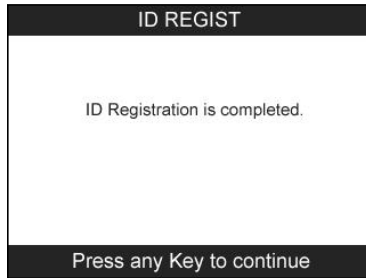 ID REGIST
ID Registration is completed.
Press any Key to continue